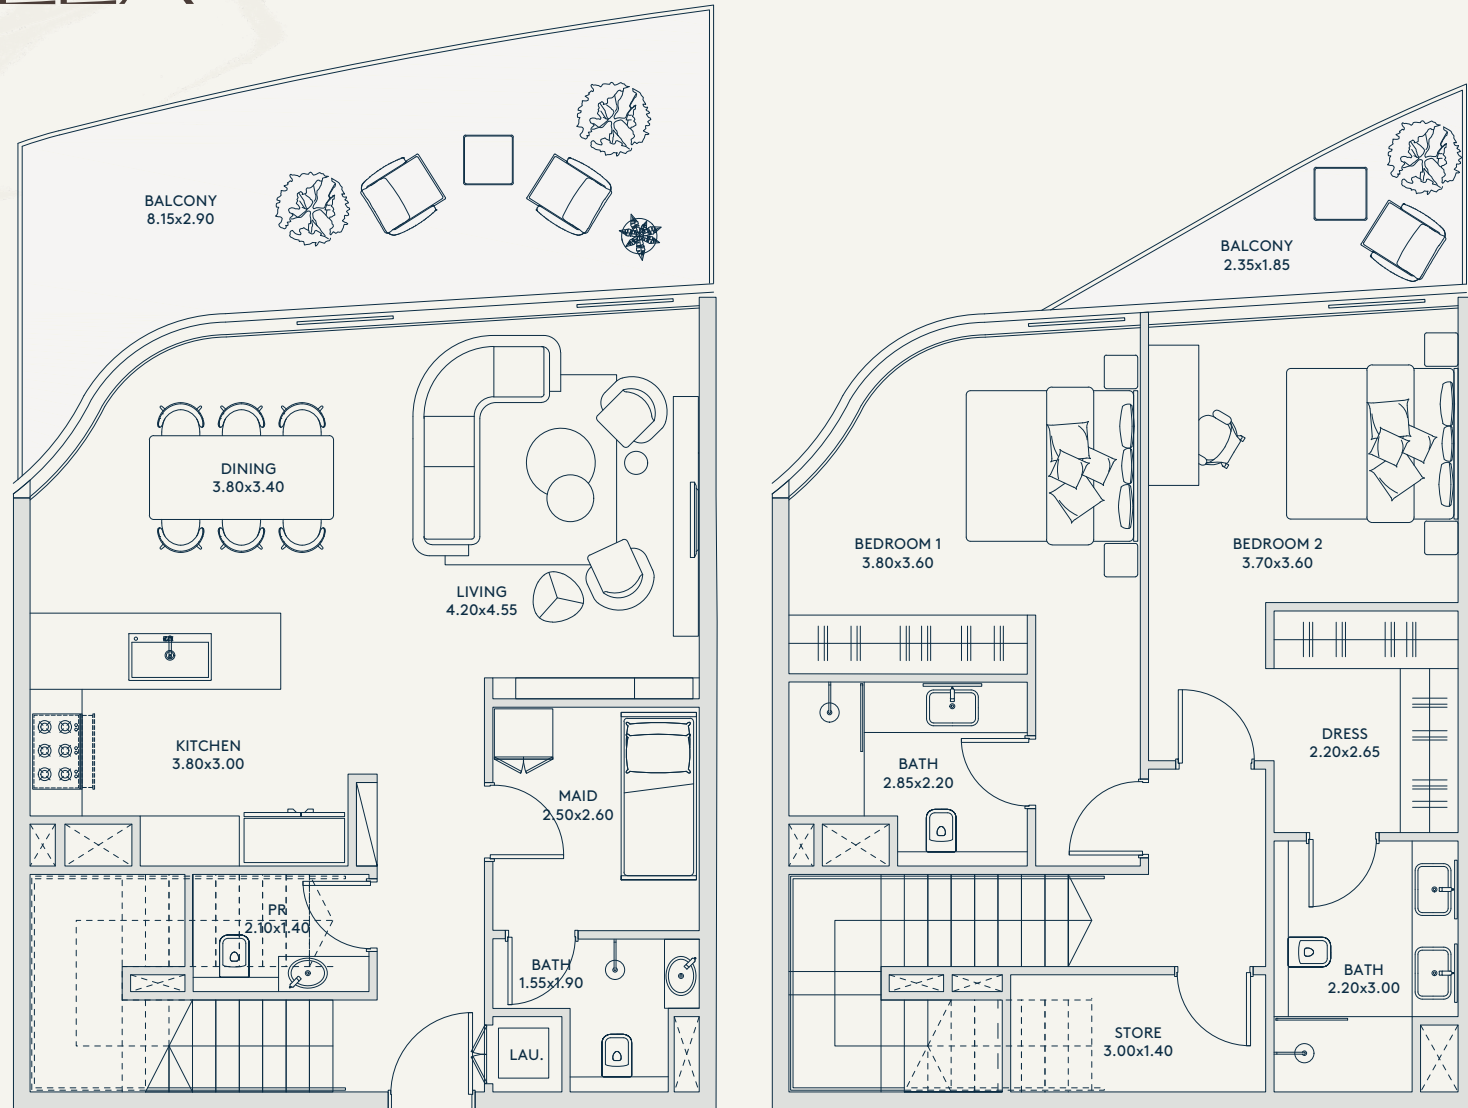 BALCONY
8.15x2.90
DINING
3.80x3.40
LIVING
4.20x4.55
KITCHEN
3.80x3.00
MAID
2.50x2.60
PR
2.10x1.40
BATH
1.55x1.90
LAU.
BALCONY
2.35x1.85
BEDROOM 1
3.80x3.60
BEDROOM 2
3.70x3.60
BATH
2.85x2.20
DRESS
2.20x2.65
BATH
2.20x3.00
STORE
3.00x1.40